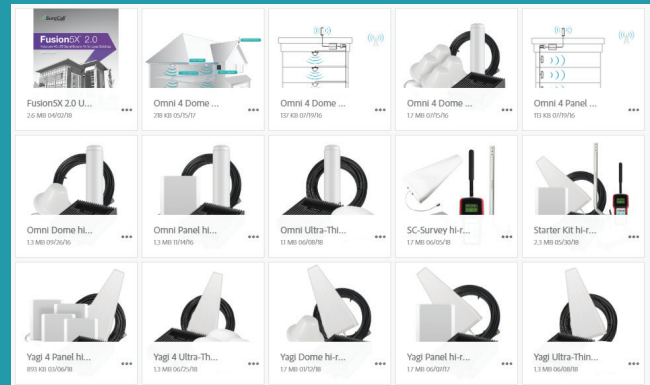 SureCall
Fusion5X™ 2.0
Fusion5X 2.0 U...
2.6 MB 04/02/18
Omni 4 Dome ...
218 KB 05/15/17
Omni 4 Dome ...
137 KB 07/19/16
Omni 4 Dome ...
1.7 MB 07/15/16
Omni 4 Panel ...
113 KB 07/19/16
Omni Dome hi...
1.3 MB 09/26/16
Omni Panel hi...
1.3 MB 11/14/16
Omni Ultra-Thi...
1.1 MB 06/08/18
SC-Survey hi-r...
1.7 MB 06/05/18
Starter Kit hi-r...
2.3 MB 05/30/18
Yagi 4 Panel hi...
893 KB 03/06/18
Yagi 4 Ultra-Th...
1.3 MB 06/25/18
Yagi Dome hi-r...
1.7 MB 01/12/18
Yagi Panel hi-r...
1.7 MB 06/07/17
Yagi Ultra-Thin...
1.3 MB 06/08/18